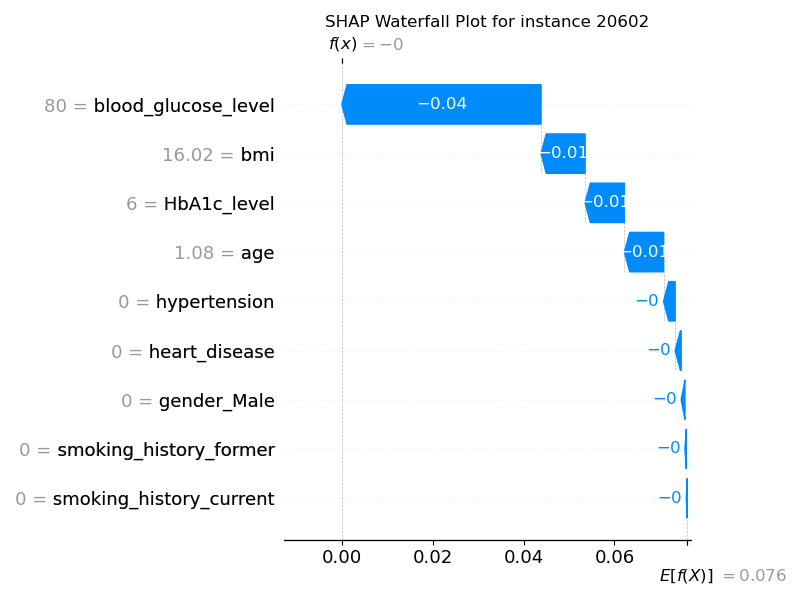 SHAP Waterfall Plot for instance 20602
f(x) = −0
80 = blood_glucose_level
−0.04
16.02 = bmi
−0.01
6 = HbA1c_level
−0.01
1.08 = age
−0.01
0 = hypertension
−0
0 = heart_disease
−0
0 = gender_Male
−0
0 = smoking_history_former
−0
0 = smoking_history_current
−0
0.00 0.02 0.04 0.06
E[f(X)] = 0.076